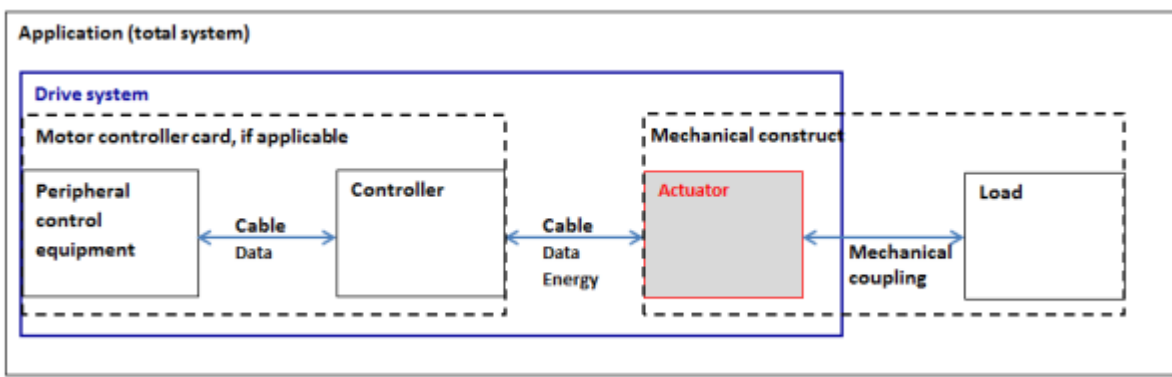 Application (total system)
Drive system
Motor controller card, if applicable
Mechanical construct
Peripheral
control
equipment
Cable
Data
Controller
Cable
Data
Energy
Actuator
Mechanical
coupling
Load